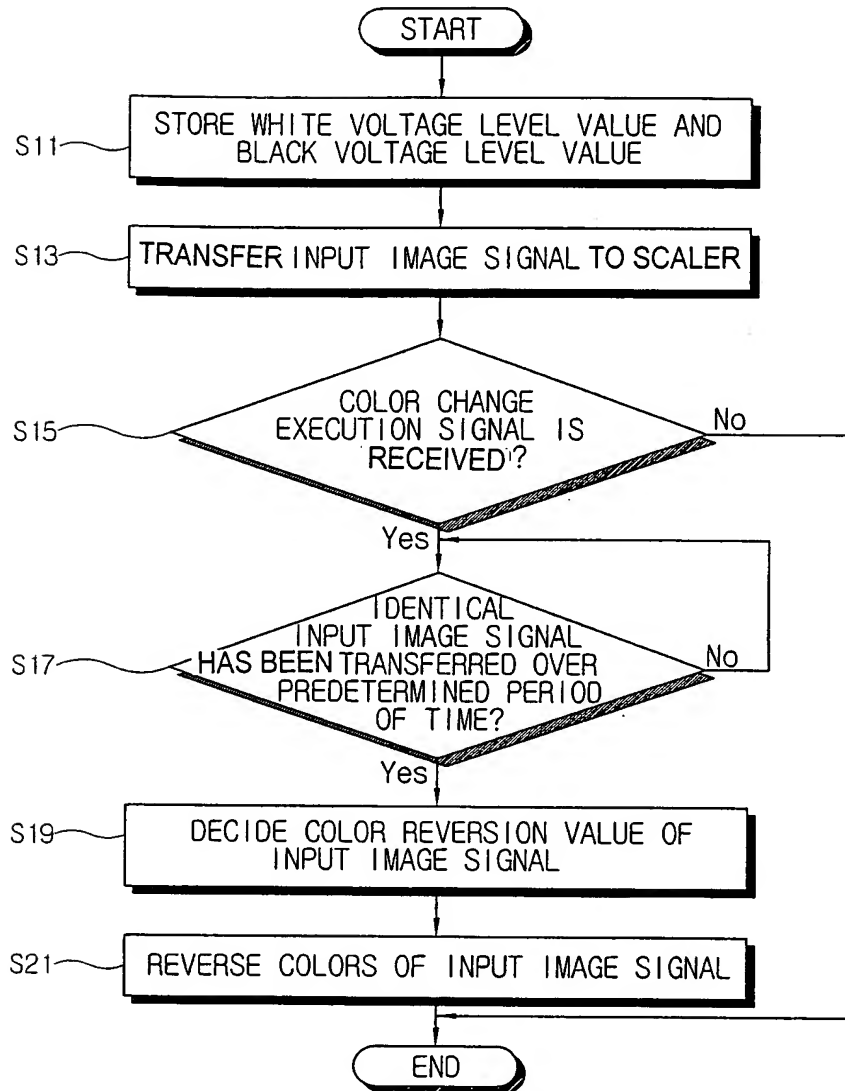 START
S11
STORE WHITE VOLTAGE LEVEL VALUE AND
BLACK VOLTAGE LEVEL VALUE
S13
TRANSFER INPUT IMAGE SIGNAL TO SCALER
S15
COLOR CHANGE
EXECUTION SIGNAL IS
RECEIVED?
No
Yes
S17
IDENTICAL
INPUT IMAGE SIGNAL
HAS BEEN TRANSFERRED OVER
PREDETERMINED PERIOD
OF TIME?
No
Yes
S19
DECIDE COLOR REVERSION VALUE OF
INPUT IMAGE SIGNAL
S21
REVERSE COLORS OF INPUT IMAGE SIGNAL
END